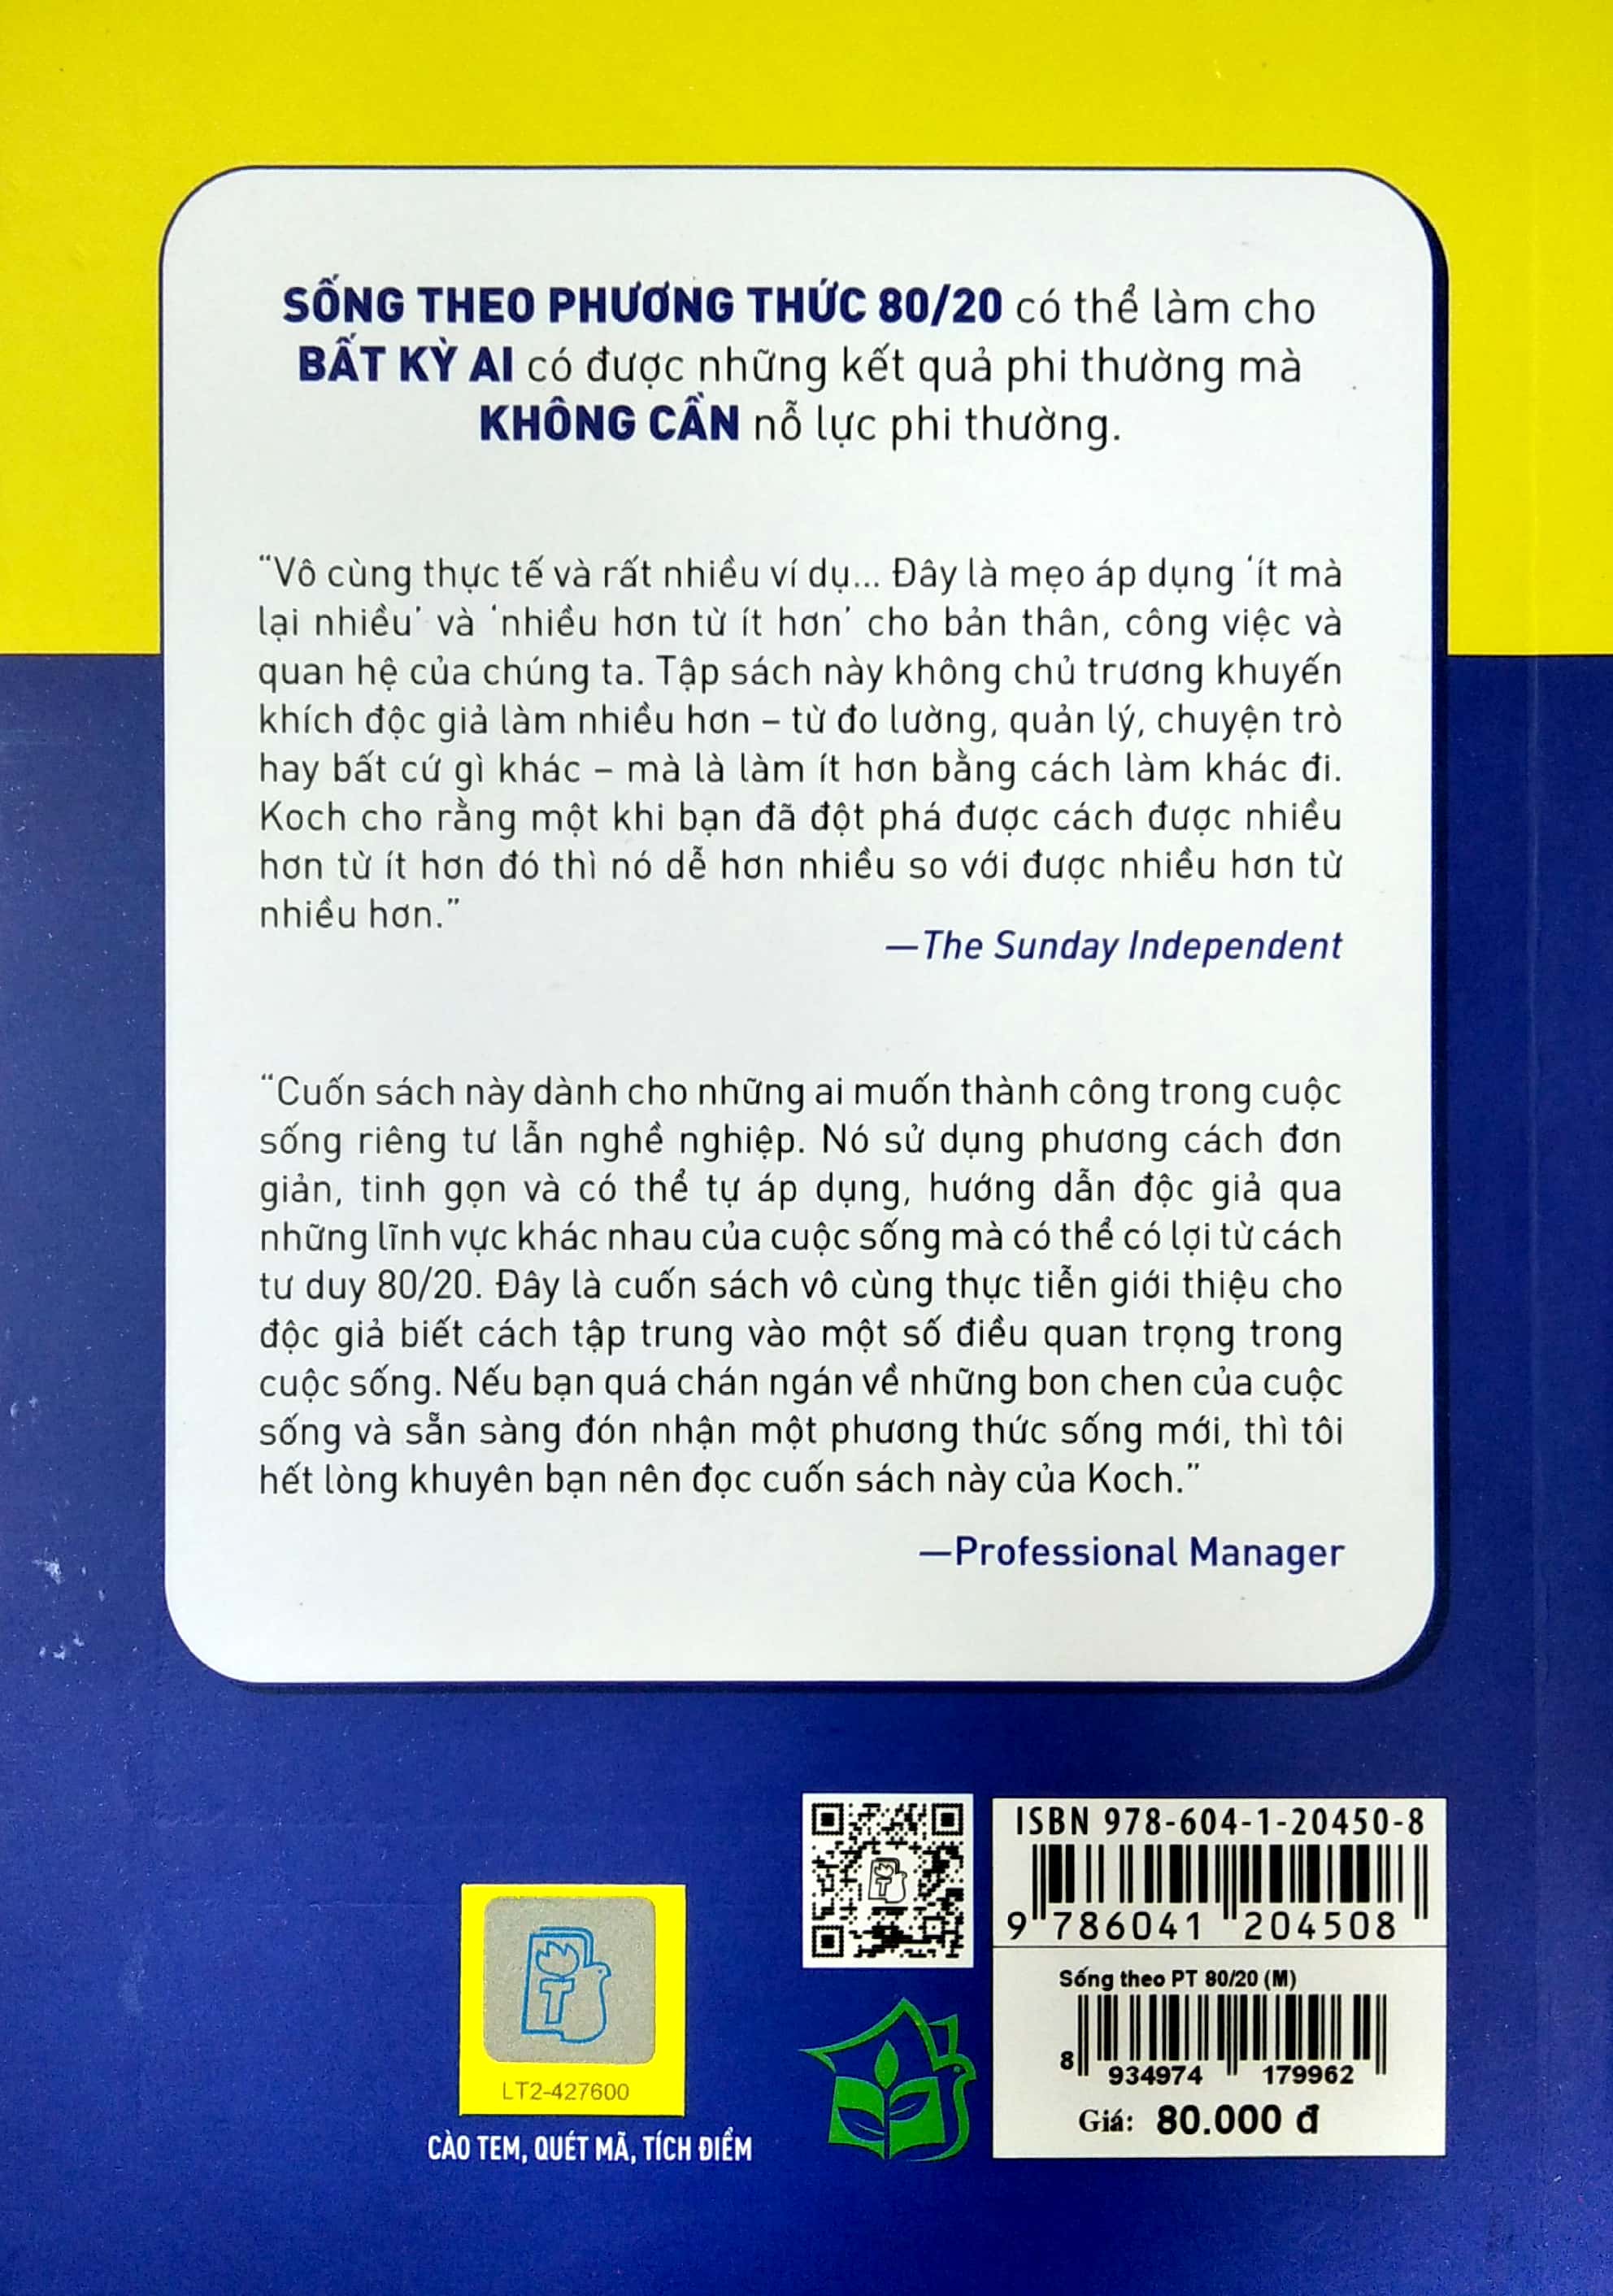 SỐNG THEO PHƯƠNG THỨC 80/20 có thể làm cho
BẤT KỲ AI có được những kết quả phi thường mà
KHÔNG CẦN nỗ lực phi thường.
“Vô cùng thực tế và rất nhiều ví dụ... Đây là mẹo áp dụng ‘ít mà
lại nhiều’ và ‘nhiều hơn từ ít hơn’ cho bản thân, công việc và
quan hệ của chúng ta. Tập sách này không chủ trương khuyến
khích độc giả làm nhiều hơn – từ đo lường, quản lý, chuyện trò
hay bất cứ gì khác – mà là làm ít hơn bằng cách làm khác đi.
Koch cho rằng một khi bạn đã đột phá được cách được nhiều
hơn từ ít hơn đó thì nó dễ hơn nhiều so với được nhiều hơn từ
nhiều hơn.”
—The Sunday Independent
“Cuốn sách này dành cho những ai muốn thành công trong cuộc
sống riêng tư lẫn nghề nghiệp. Nó sử dụng phương cách đơn
giản, tinh gọn và có thể tự áp dụng, hướng dẫn độc giả qua
những lĩnh vực khác nhau của cuộc sống mà có thể có lợi từ cách
tư duy 80/20. Đây là cuốn sách vô cùng thực tiễn giới thiệu cho
độc giả biết cách tập trung vào một số điều quan trọng trong
cuộc sống. Nếu bạn quá chán ngán về những bon chen của cuộc
sống và sẵn sàng đón nhận một phương thức sống mới, thì tôi
hết lòng khuyên bạn nên đọc cuốn sách này của Koch.”
—Professional Manager
ISBN 978-604-1-20450-8
9 786041 204508
Sống theo PT 80/20 (M)
8 934974 179962
Giá: 80.000 đ
T
LT2-427600
CÀO TEM, QUÉT MÃ, TÍCH ĐIỂM